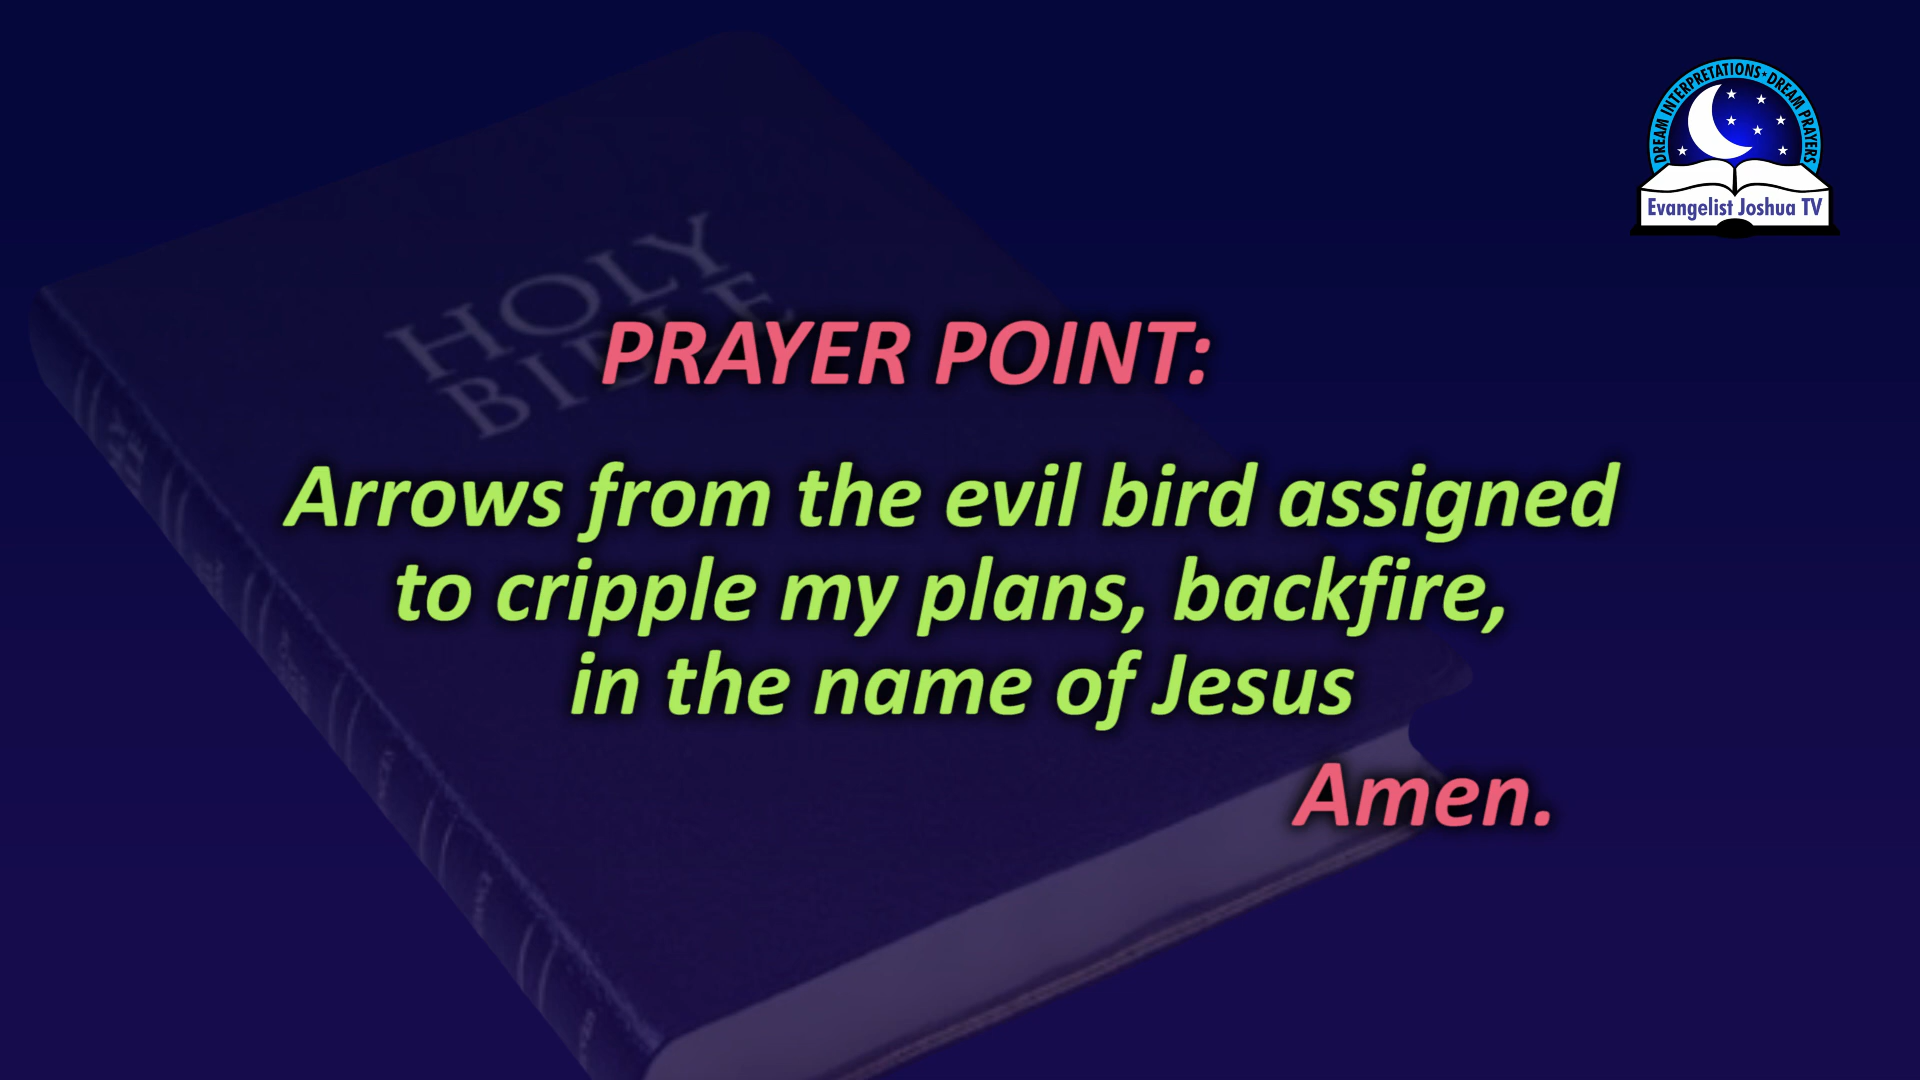 DREAM INTERPRETATIONS • DREAM PRAYERS
Evangelist Joshua TV
HOLY
BIBLE
PRAYER POINT:
Arrows from the evil bird assigned
to cripple my plans, backfire,
in the name of Jesus
Amen.